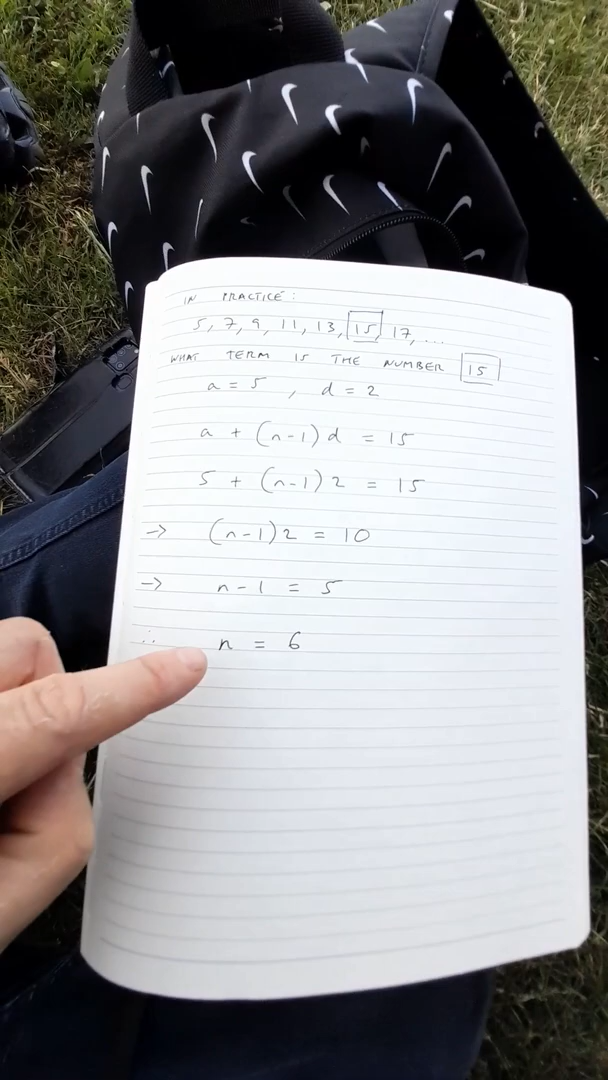 IN PRACTICE:
5, 7, 9, 11, 13, 15 17, ...
WHAT TERM IS THE NUMBER 15
a = 5 , d = 2
a + (n-1)d = 15
5 + (n-1)2 = 15
→ (n-1)2 = 10
→ n-1 = 5
∴ n = 6